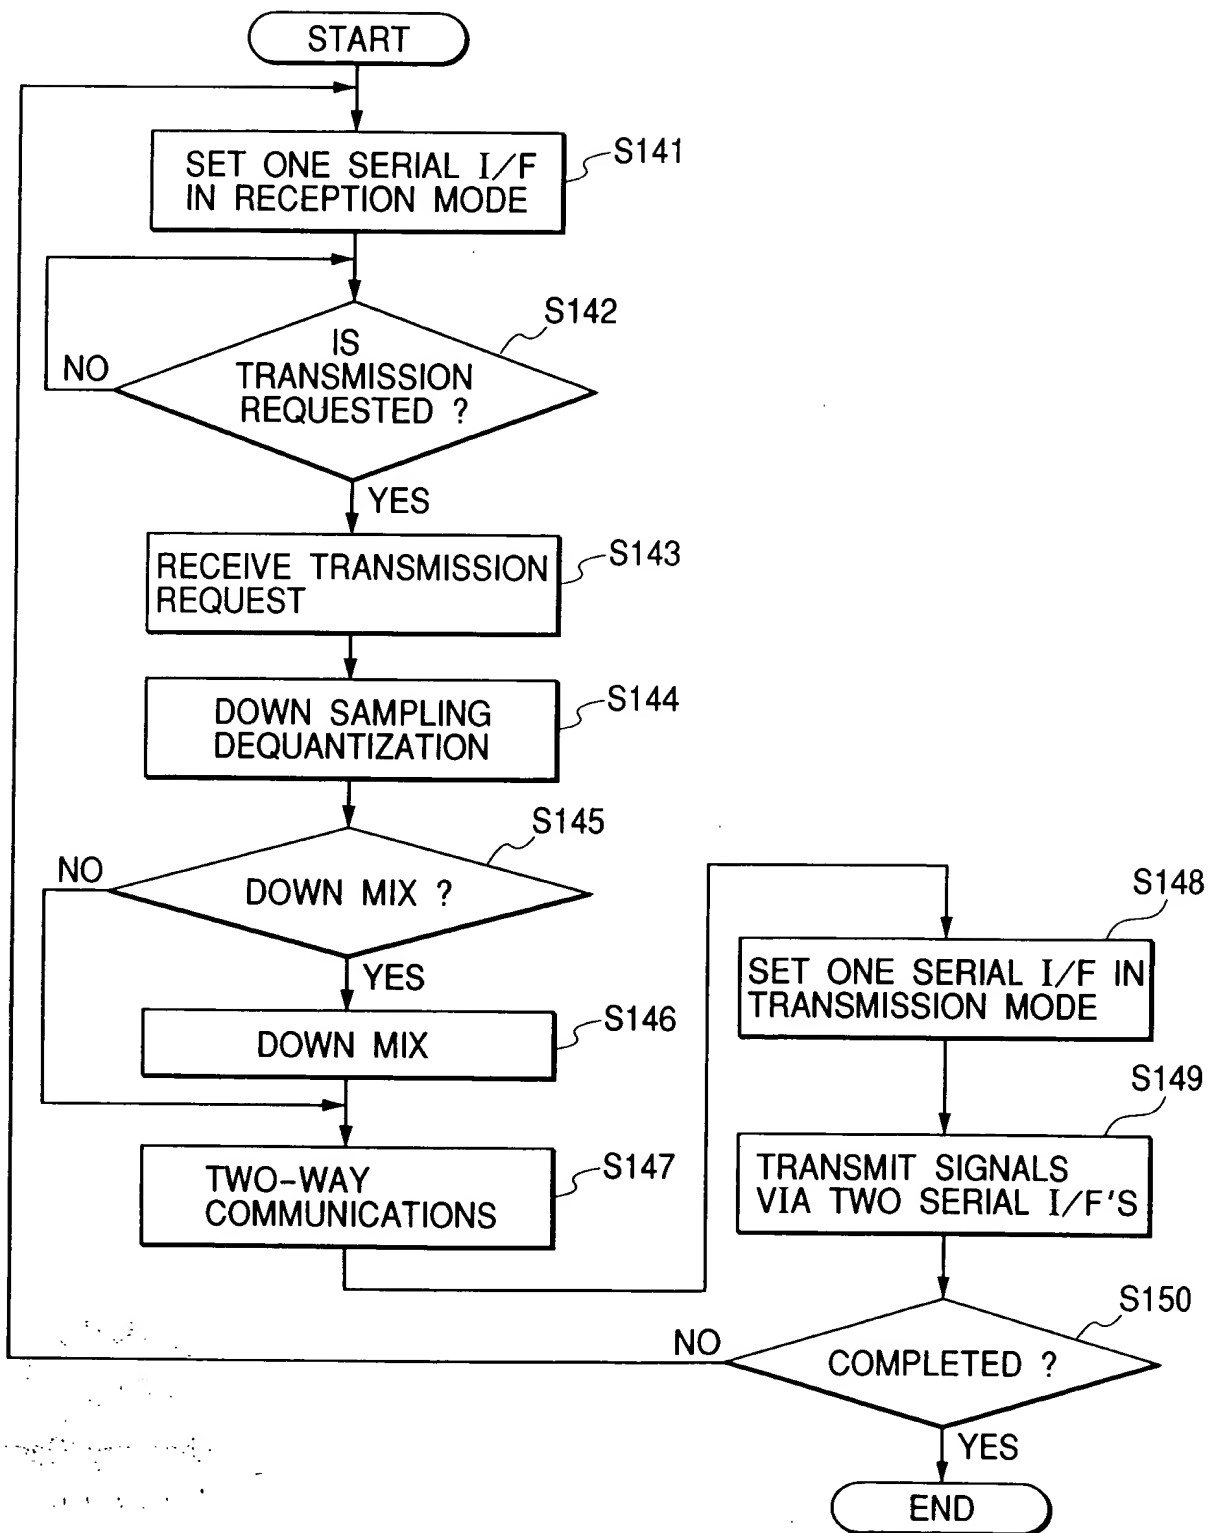 START
SET ONE SERIAL I/F
IN RECEPTION MODE
S141
S142
IS
TRANSMISSION
REQUESTED ?
NO
YES
RECEIVE TRANSMISSION
REQUEST
S143
DOWN SAMPLING
DEQUANTIZATION
S144
S145
NO
DOWN MIX ?
YES
DOWN MIX
S146
TWO-WAY
COMMUNICATIONS
S147
S148
SET ONE SERIAL I/F IN
TRANSMISSION MODE
S149
TRANSMIT SIGNALS
VIA TWO SERIAL I/F'S
S150
NO
COMPLETED ?
YES
END